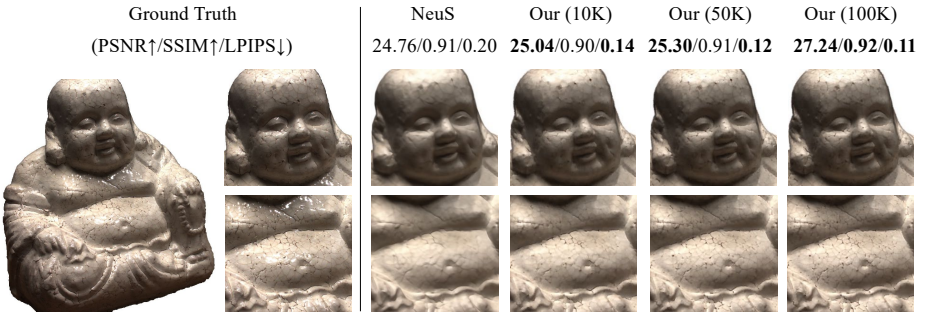 Ground Truth
(PSNR↑/SSIM↑/LPIPS↓)
NeuS
Our (10K)
Our (50K)
Our (100K)
24.76/0.91/0.20
25.04/0.90/0.14
25.30/0.91/0.12
27.24/0.92/0.11